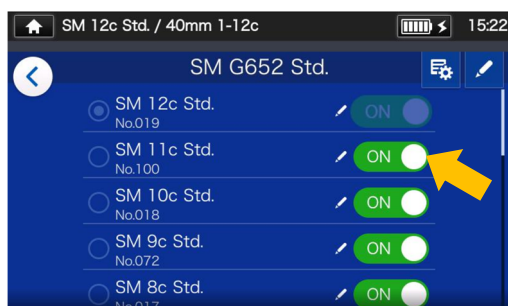 SM 12c Std. / 40mm 1-12c
15:22
SM G652 Std.
SM 12c Std.
ON
No.019
SM 11c Std.
ON
No.100
SM 10c Std.
ON
No.018
SM 9c Std.
ON
No.072
SM 8c Std.
ON
No.017